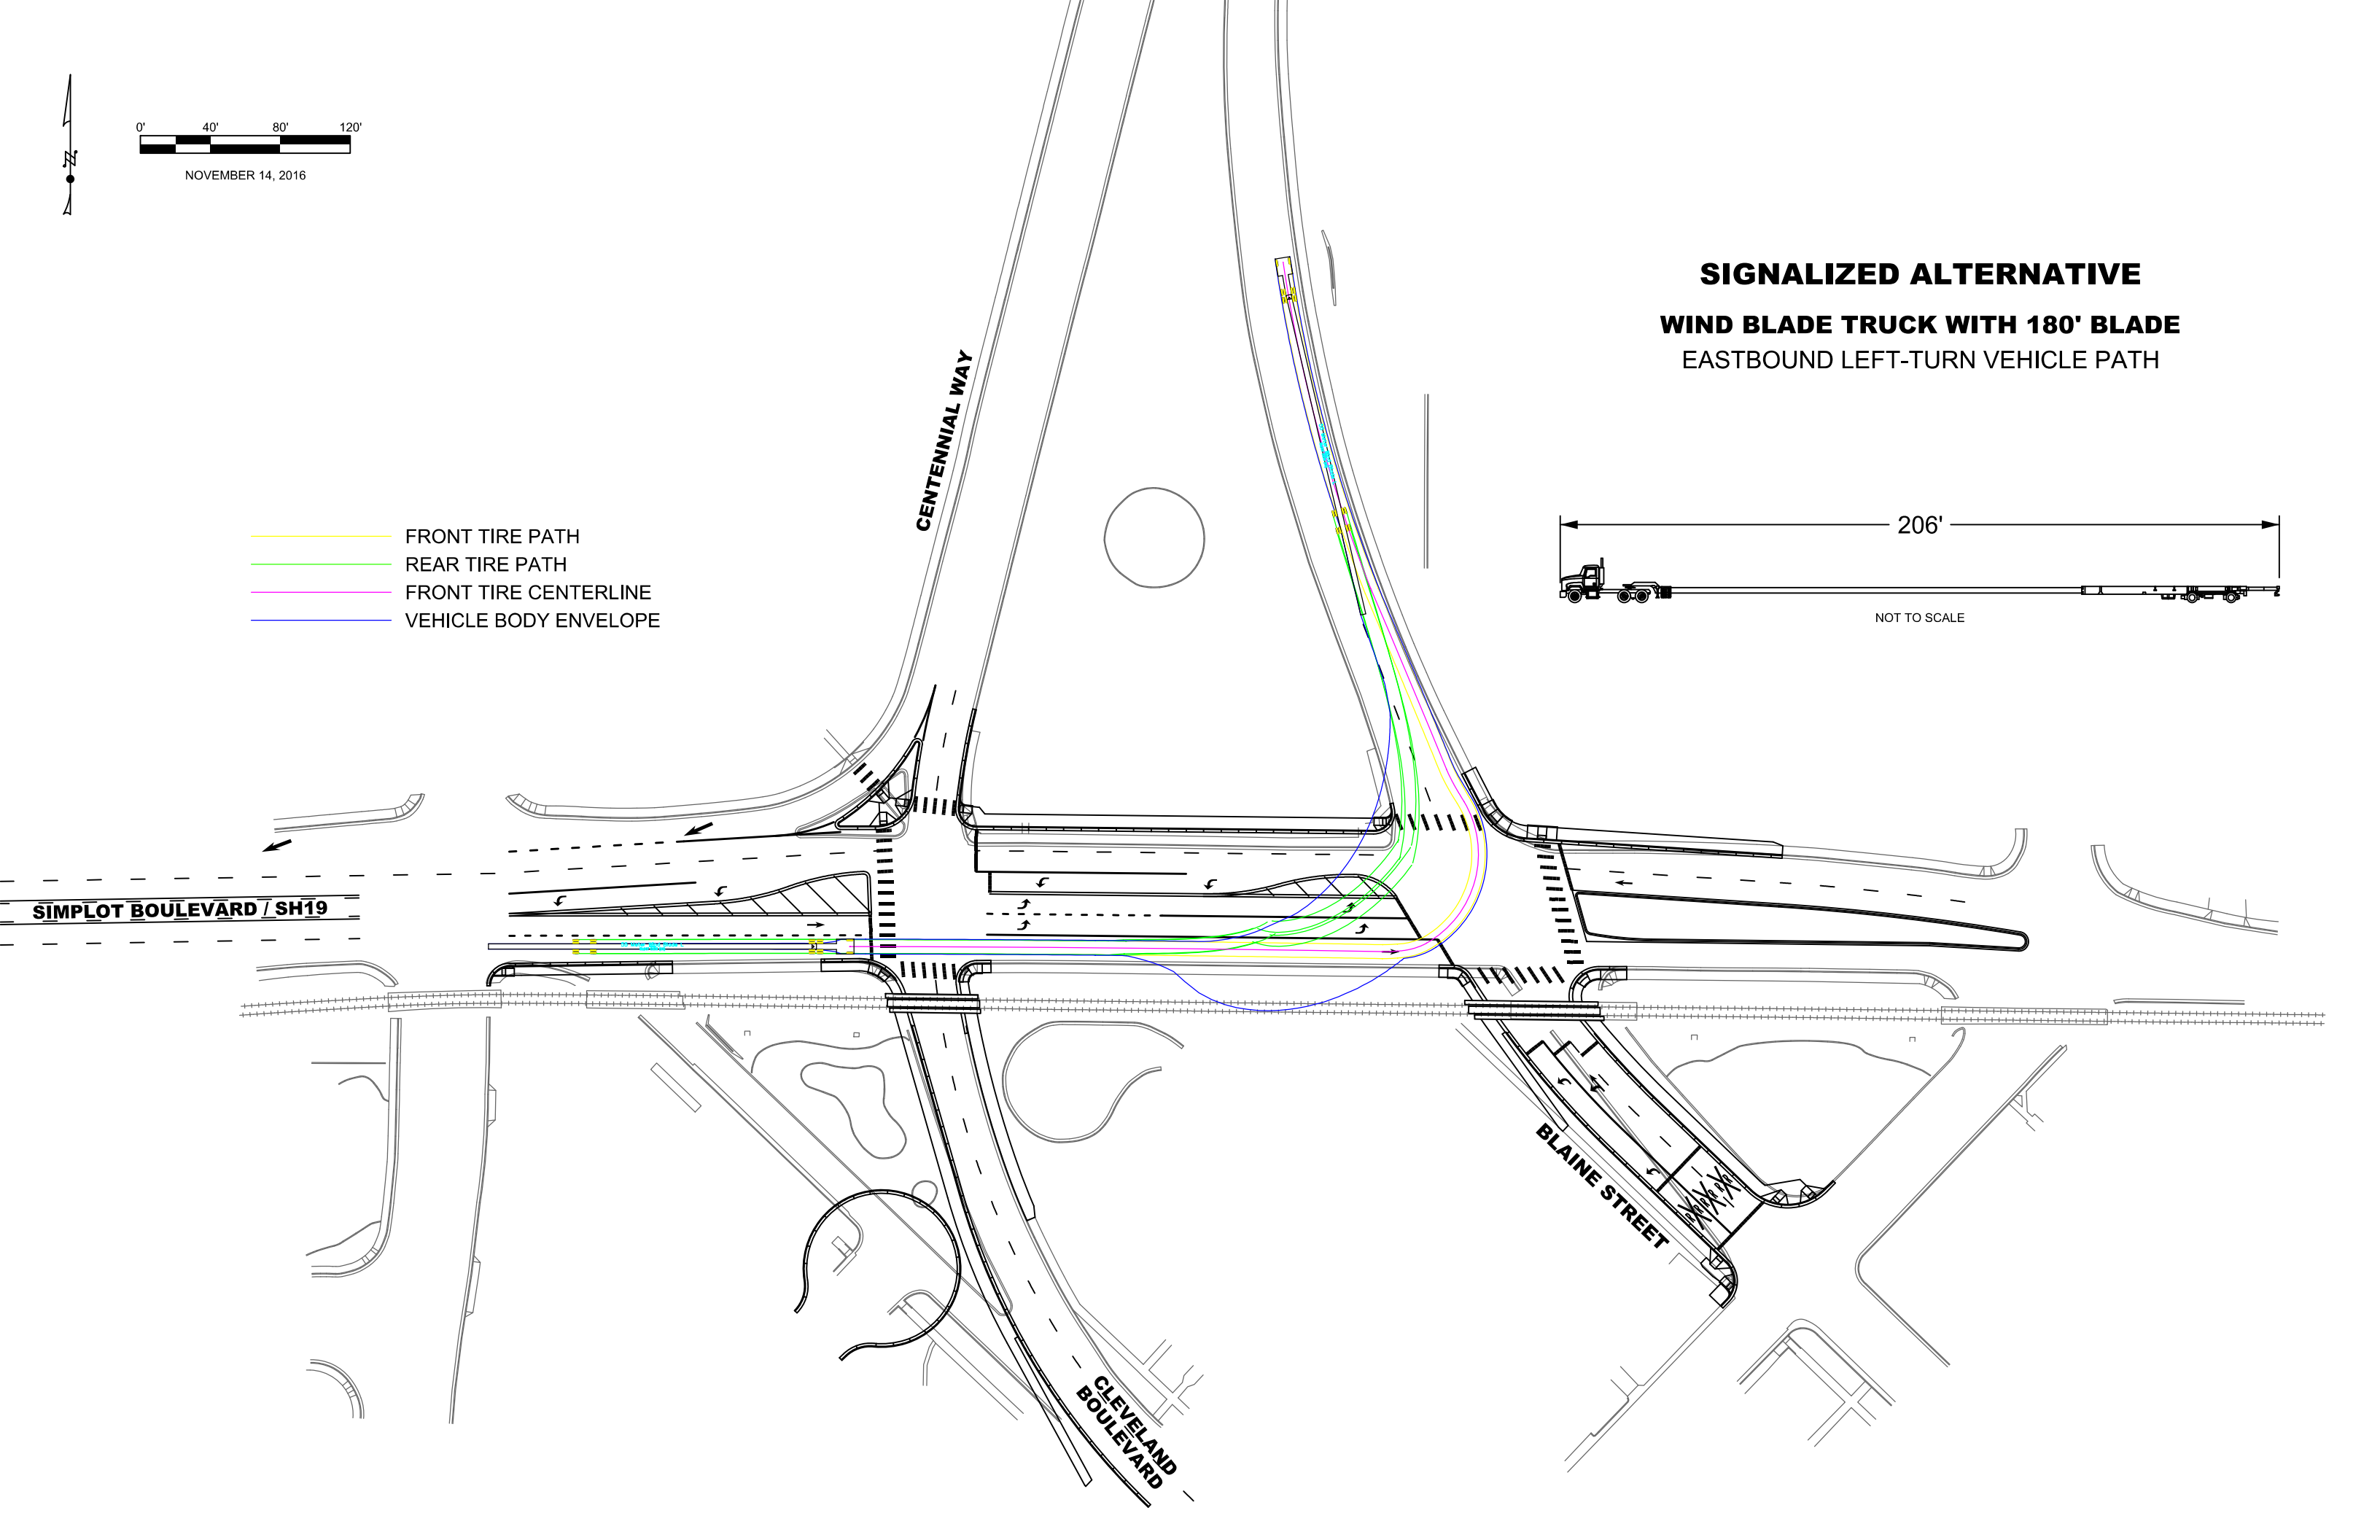 0' 40' 80' 120'
NOVEMBER 14, 2016
SIGNALIZED ALTERNATIVE
WIND BLADE TRUCK WITH 180' BLADE
EASTBOUND LEFT-TURN VEHICLE PATH
CENTENNIAL WAY
206'
NOT TO SCALE
FRONT TIRE PATH
REAR TIRE PATH
FRONT TIRE CENTERLINE
VEHICLE BODY ENVELOPE
SIMPLOT BOULEVARD / SH19
BLAINE STREET
CLEVELAND
BOULEVARD